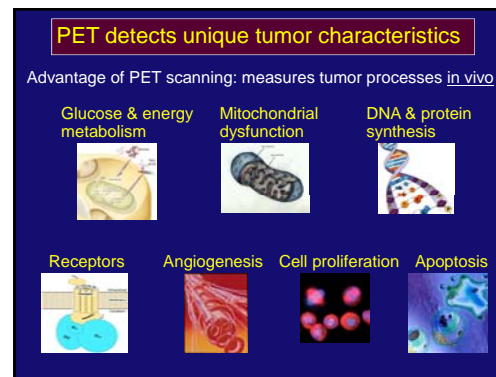 PET detects unique tumor characteristics
Advantage of PET scanning: measures tumor processes in vivo
Glucose & energy
metabolism
Mitochondrial
dysfunction
DNA & protein
synthesis
Receptors
Angiogenesis
Cell proliferation
Apoptosis